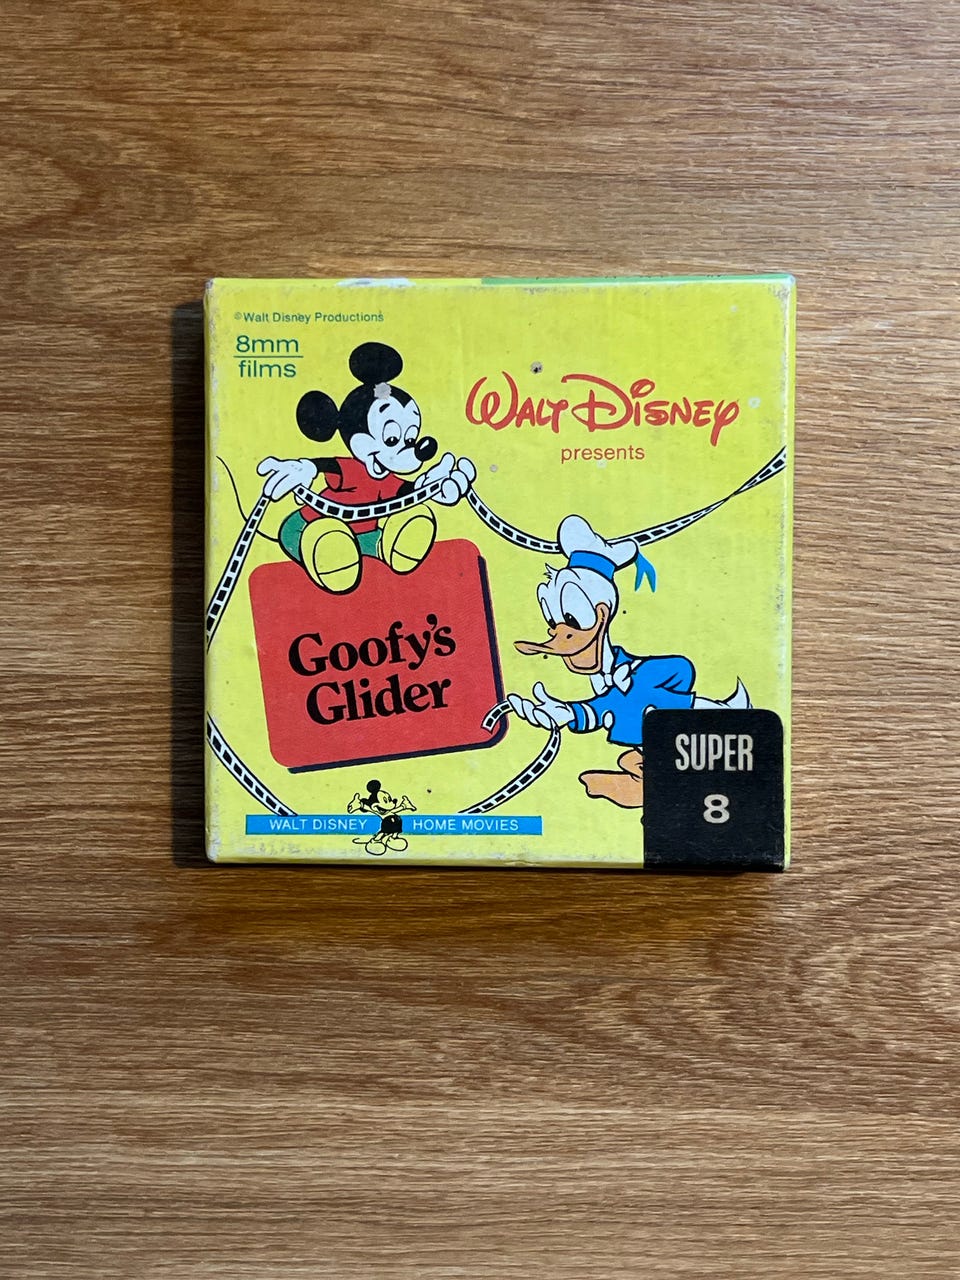 ©Walt Disney Productions
8mm
films
WALT DISNEY
presents
Goofy's
Glider
SUPER
8
WALT DISNEY HOME MOVIES